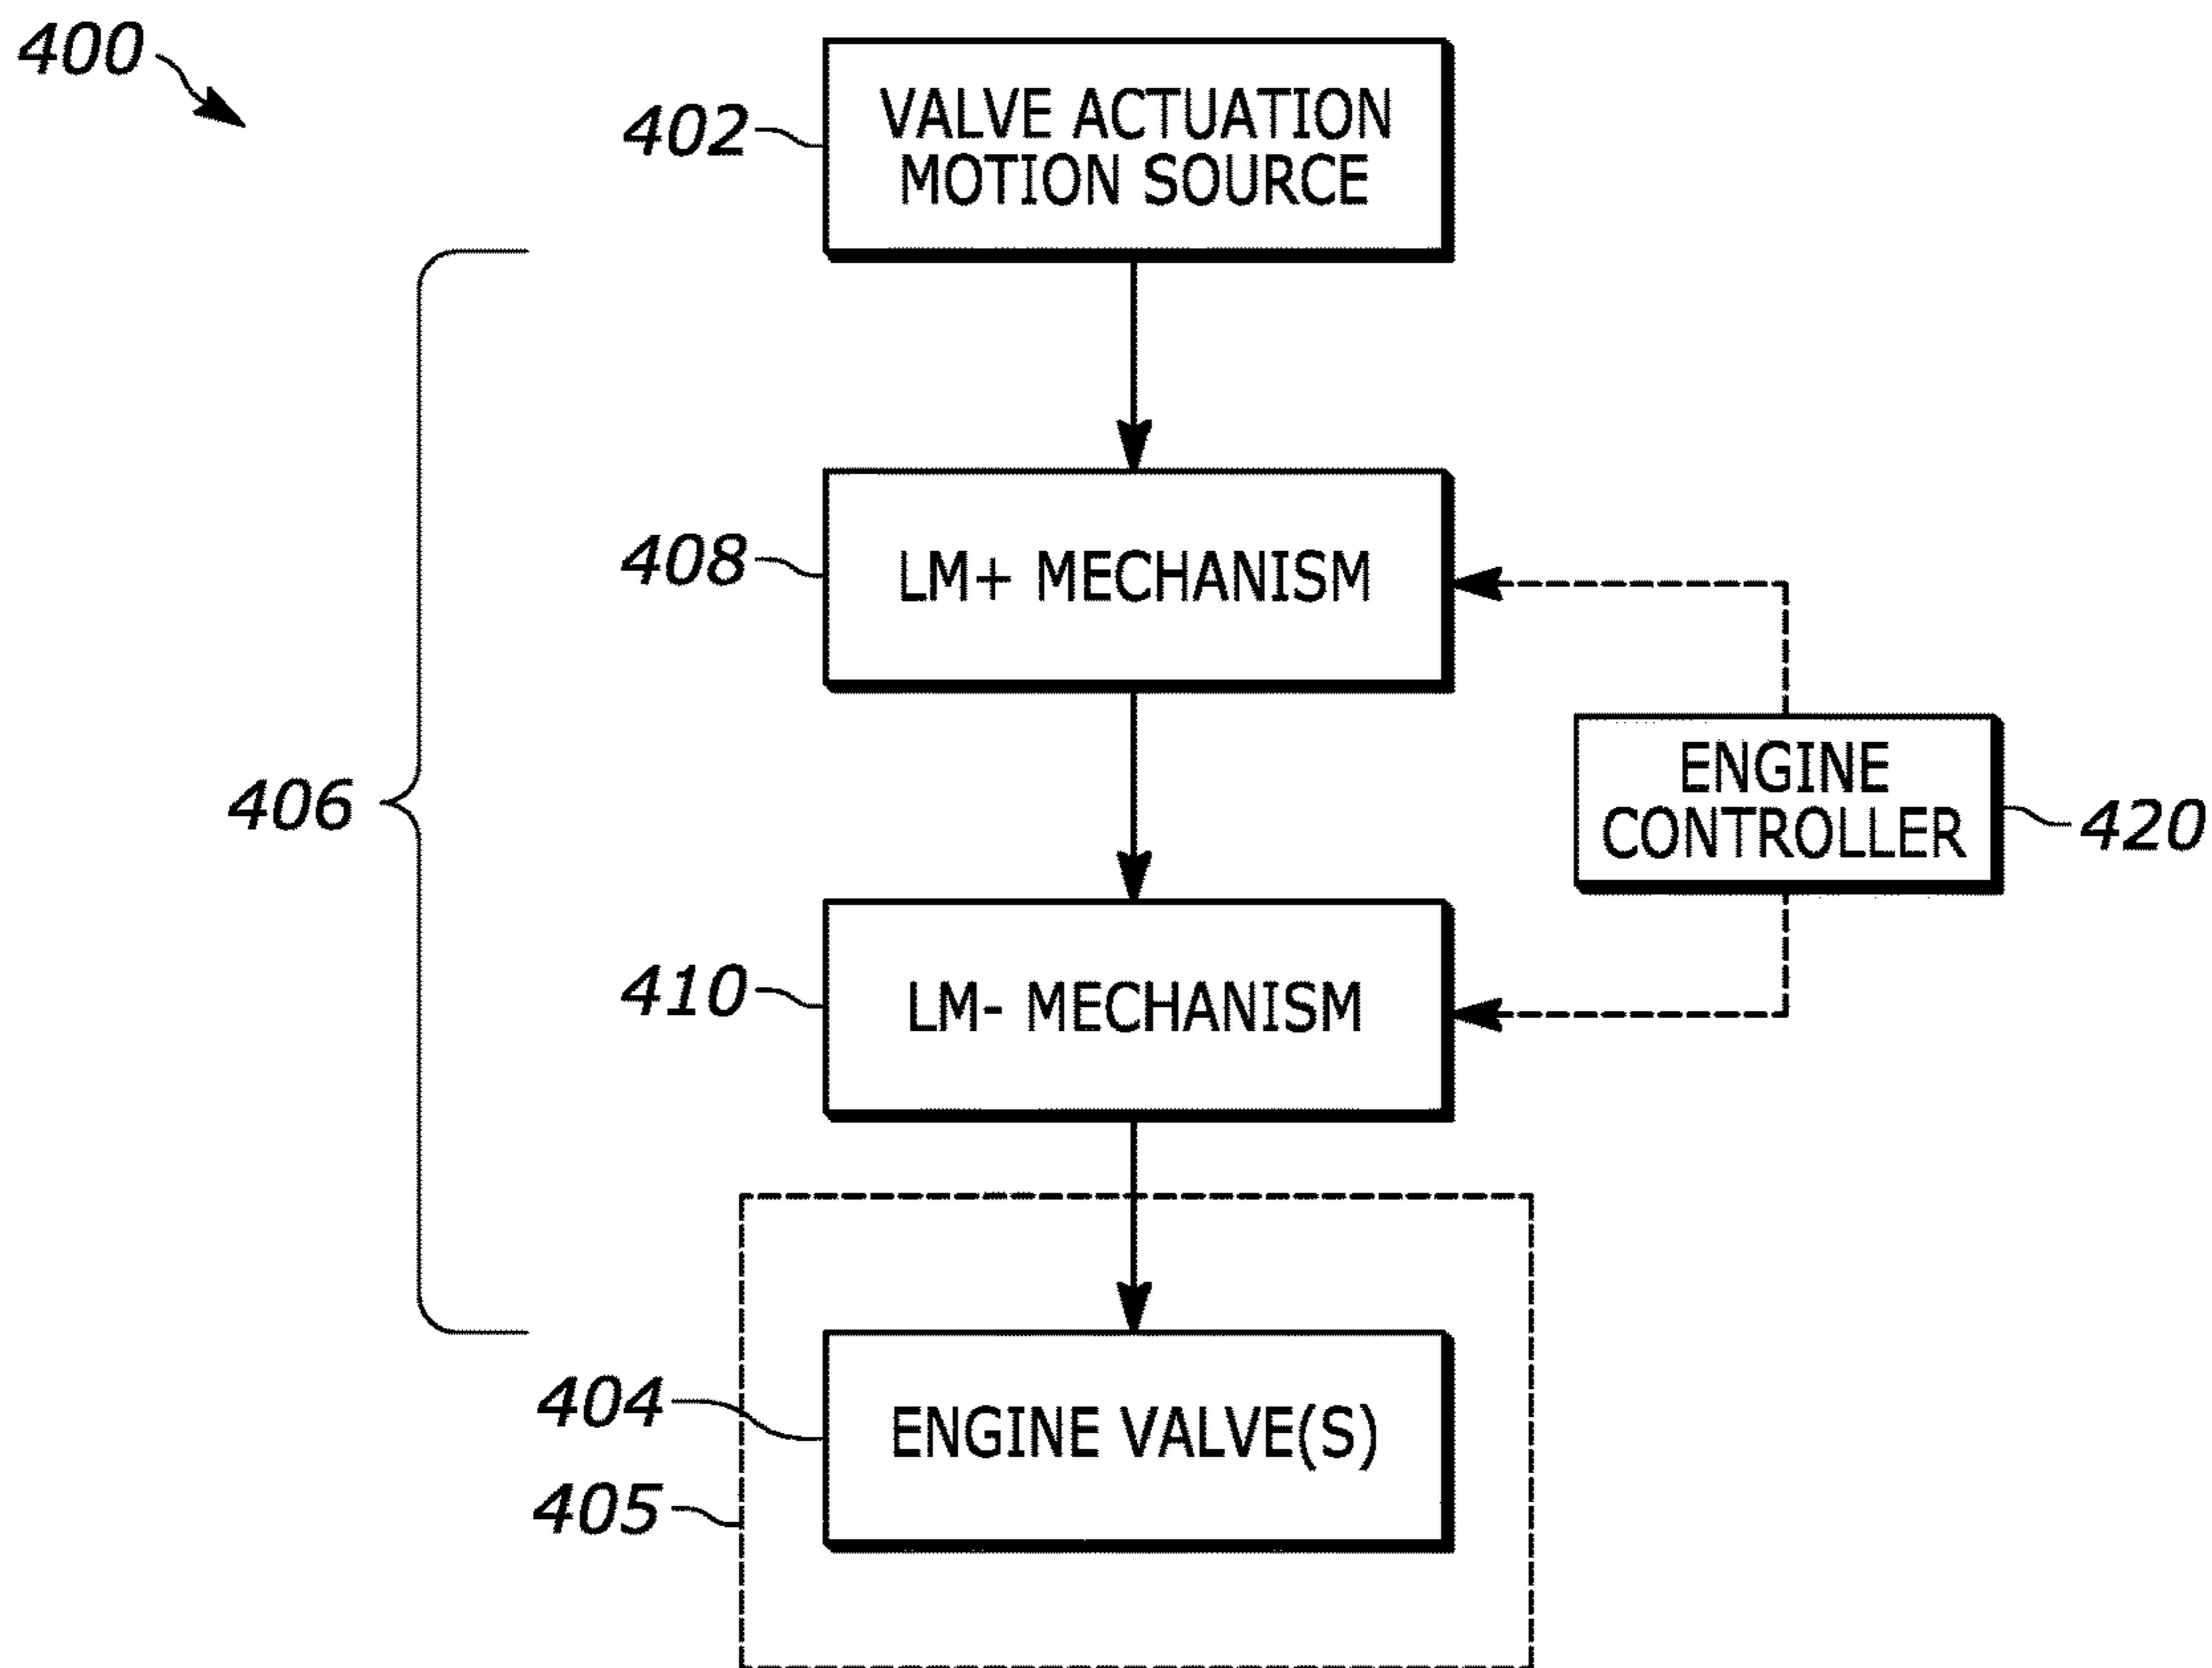 400
402
VALVE ACTUATION
MOTION SOURCE
408
LM+ MECHANISM
406
ENGINE
CONTROLLER
420
410
LM- MECHANISM
404
ENGINE VALVE(S)
405